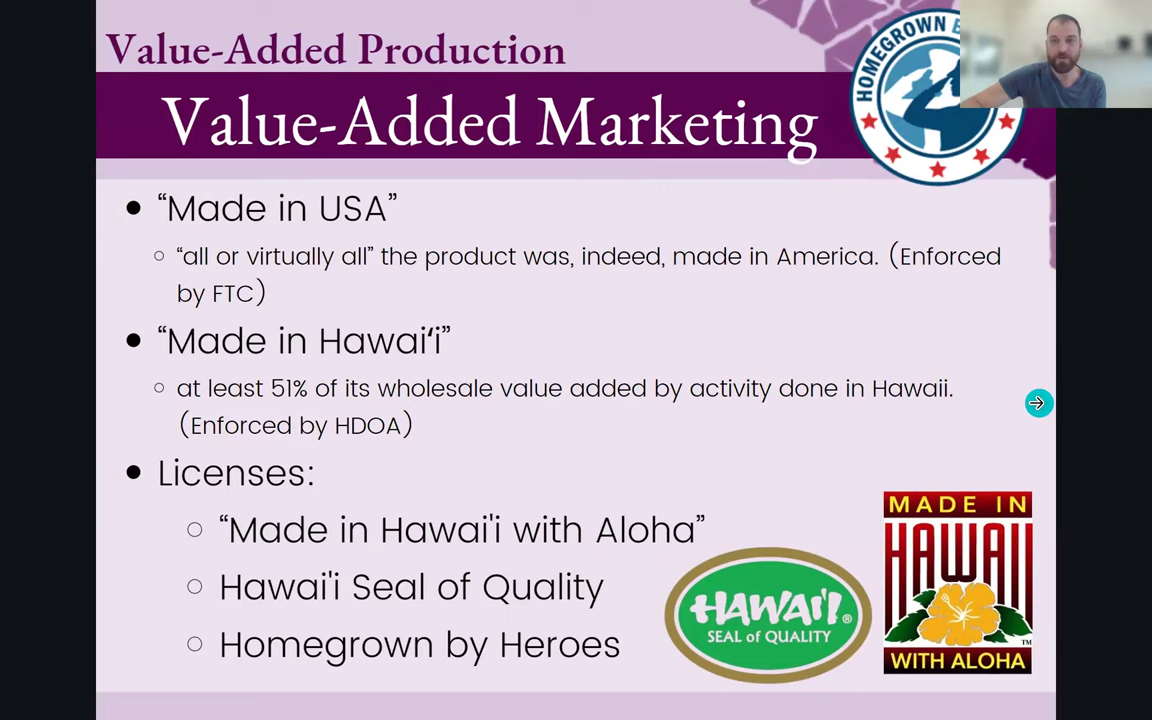 Value-Added Production
Value-Added Marketing
HOMEGROWN
• “Made in USA”
○ “all or virtually all” the product was, indeed, made in America. (Enforced
by FTC)
• “Made in Hawaiʻi”
○ at least 51% of its wholesale value added by activity done in Hawaii.
(Enforced by HDOA)
• Licenses:
○ “Made in Hawai'i with Aloha”
○ Hawai'i Seal of Quality
○ Homegrown by Heroes
HAWAI'I®
SEAL of QUALITY
MADE IN
HAWAII
TM
WITH ALOHA